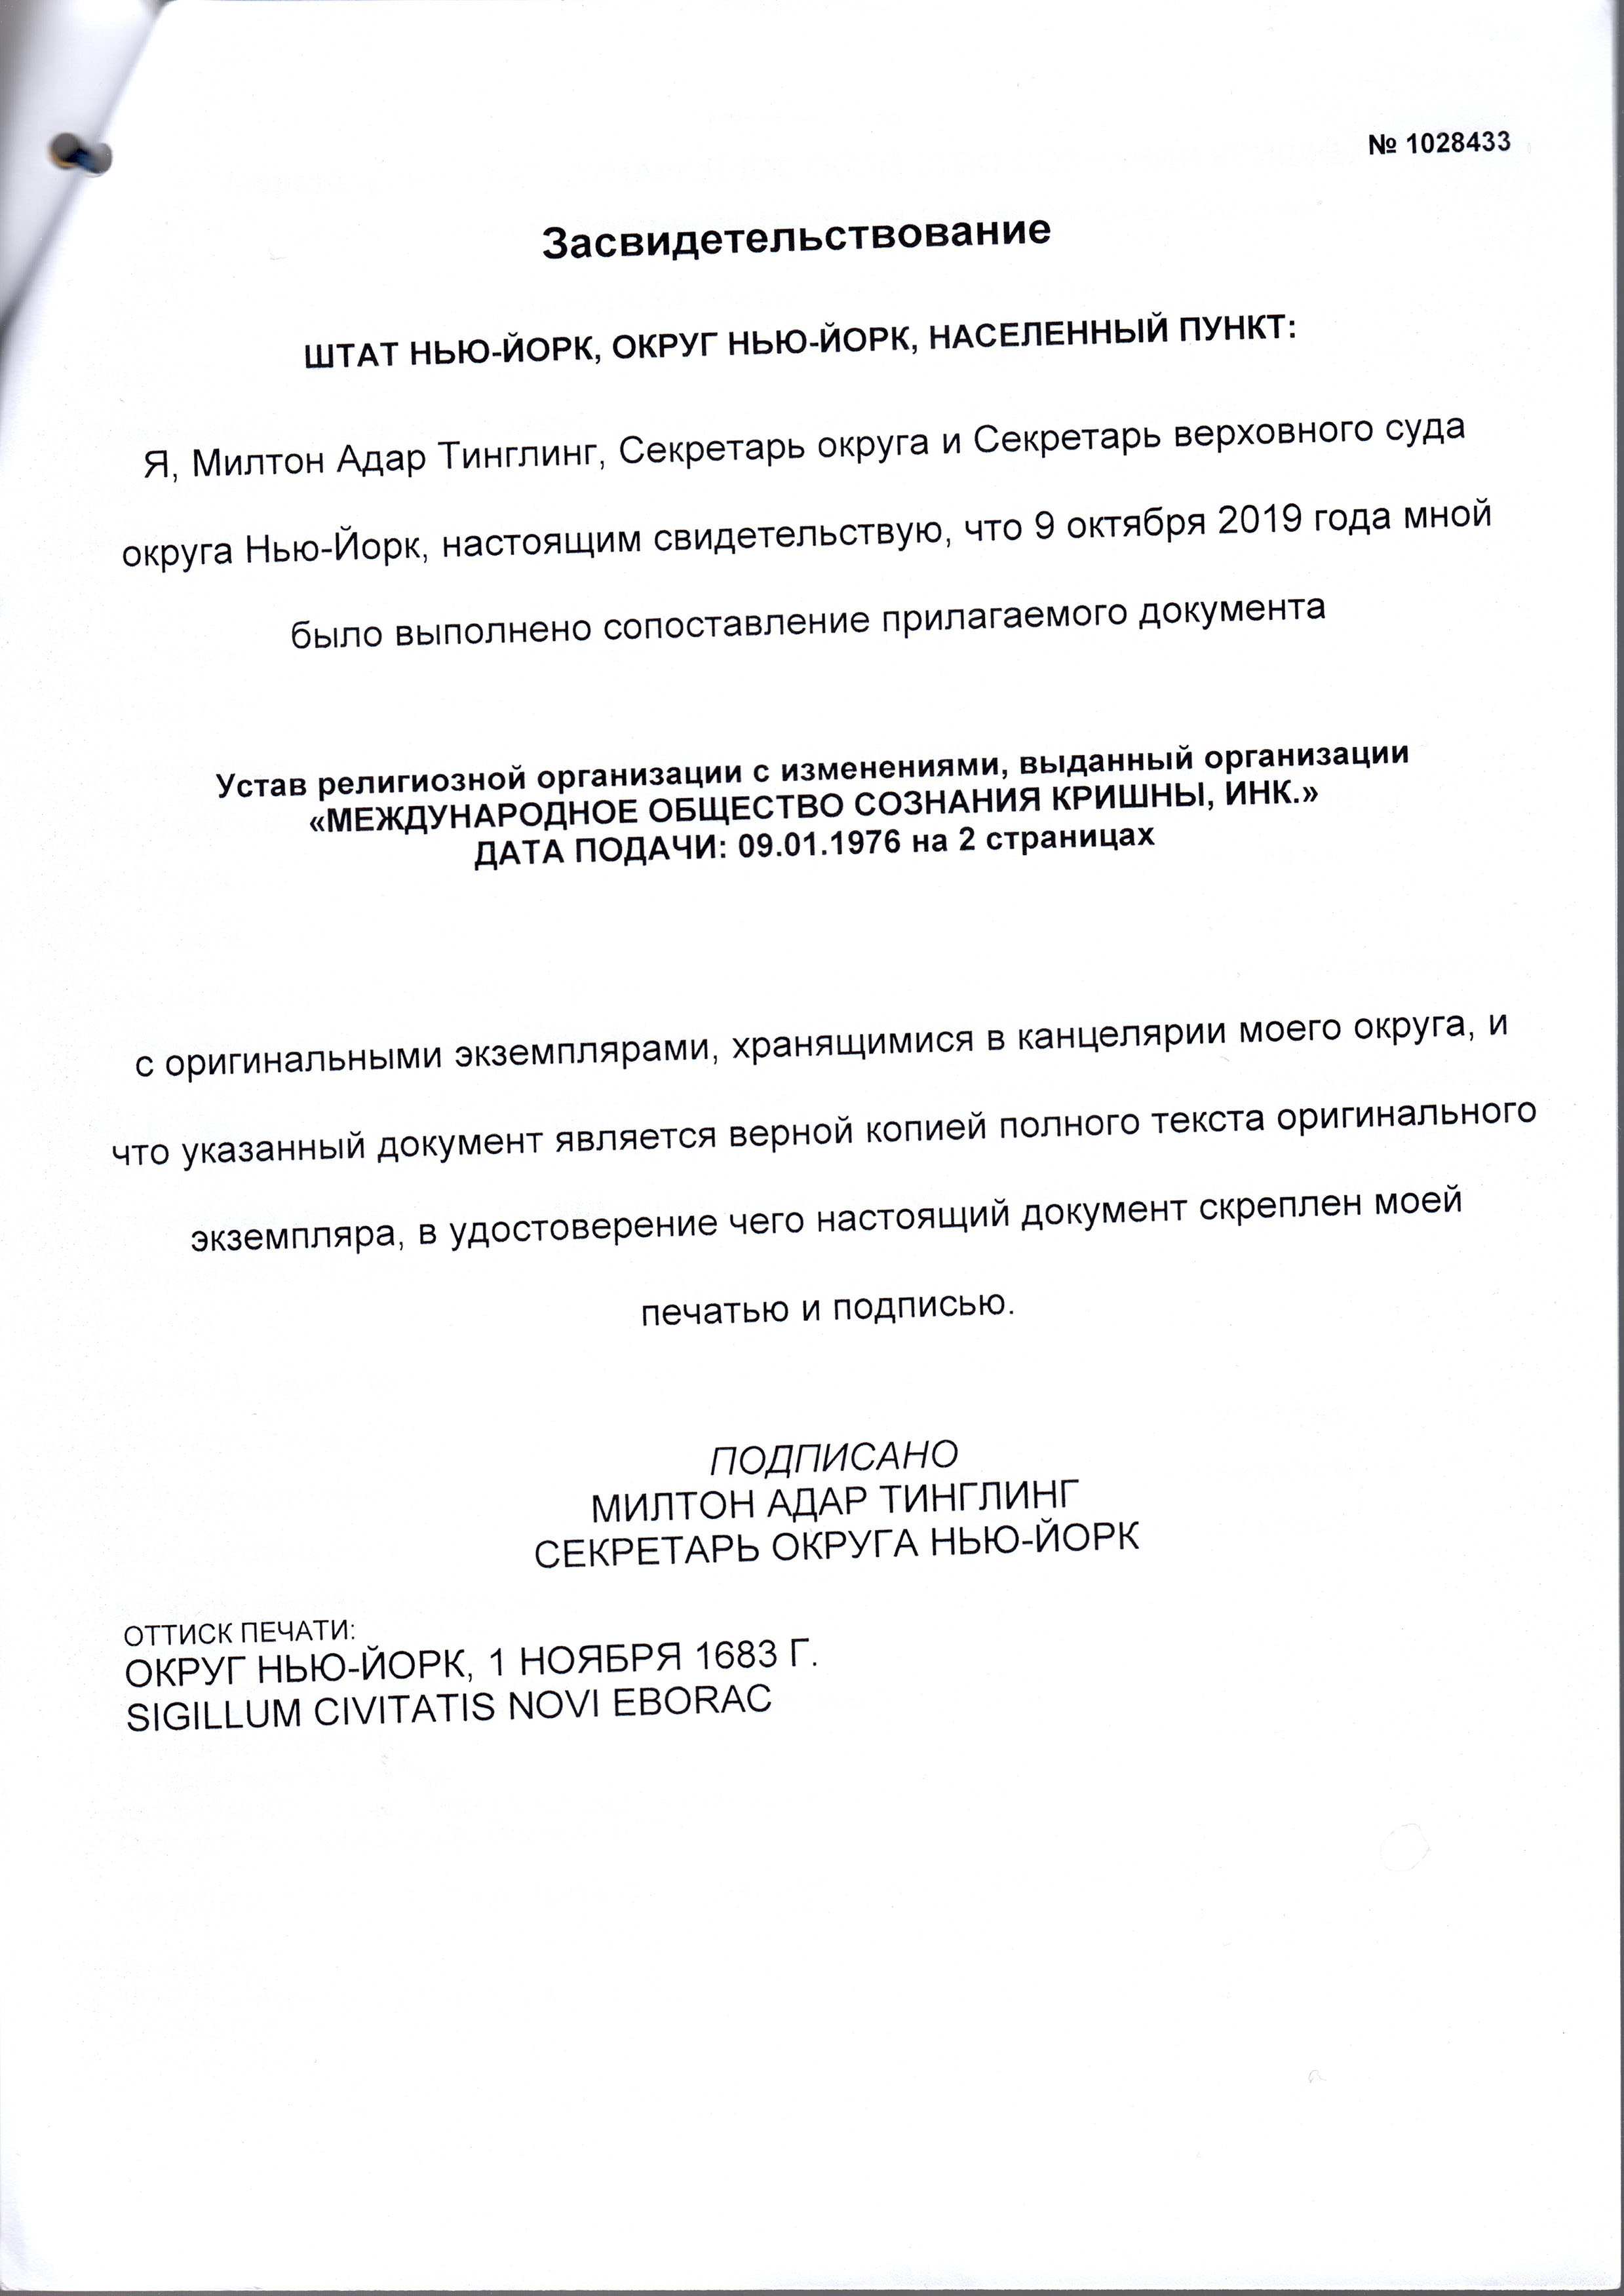 № 1028433
Засвидетельствование
ШТАТ НЬЮ-ЙОРК, ОКРУГ НЬЮ-ЙОРК, НАСЕЛЕННЫЙ ПУНКТ:
Я, Милтон Адар Тинглинг, Секретарь округа и Секретарь верховного суда
округа Нью-Йорк, настоящим свидетельствую, что 9 октября 2019 года мной
было выполнено сопоставление прилагаемого документа
Устав религиозной организации с изменениями, выданный организации
«МЕЖДУНАРОДНОЕ ОБЩЕСТВО СОЗНАНИЯ КРИШНЫ, ИНК.»
ДАТА ПОДАЧИ: 09.01.1976 на 2 страницах
с оригинальными экземплярами, хранящимися в канцелярии моего округа, и
что указанный документ является верной копией полного текста оригинального
экземпляра, в удостоверение чего настоящий документ скреплен моей
печатью и подписью.
ПОДПИСАНО
МИЛТОН АДАР ТИНГЛИНГ
СЕКРЕТАРЬ ОКРУГА НЬЮ-ЙОРК
ОТТИСК ПЕЧАТИ:
ОКРУГ НЬЮ-ЙОРК, 1 НОЯБРЯ 1683 Г.
SIGILLUM CIVITATIS NOVI EBORAC